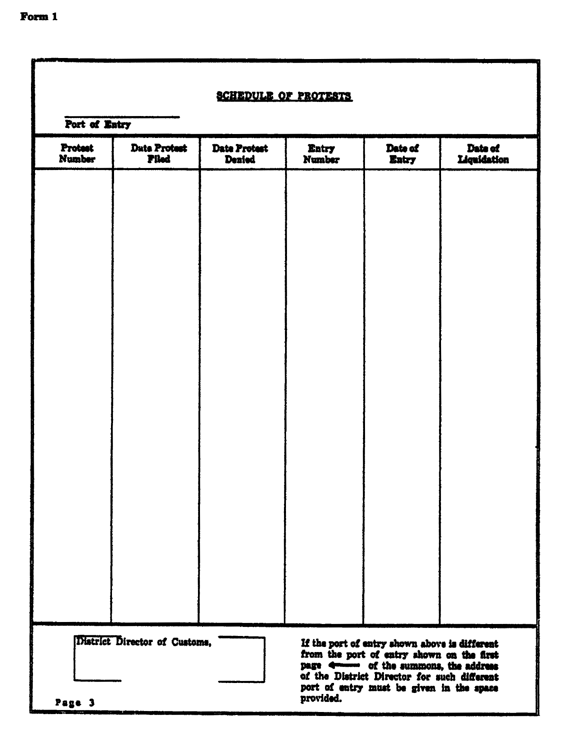 Form 1
SCHEDULE OF PROTESTS
Port of Entry
Protest Number
Date Protest Filed
Date Protest Denied
Entry Number
Date of Entry
Date of Liquidation
District Director of Customs,
If the port of entry shown above is different
from the port of entry shown on the first
page ← of the summons, the address
of the District Director for such different
port of entry must be given in the space
provided.
Page 3